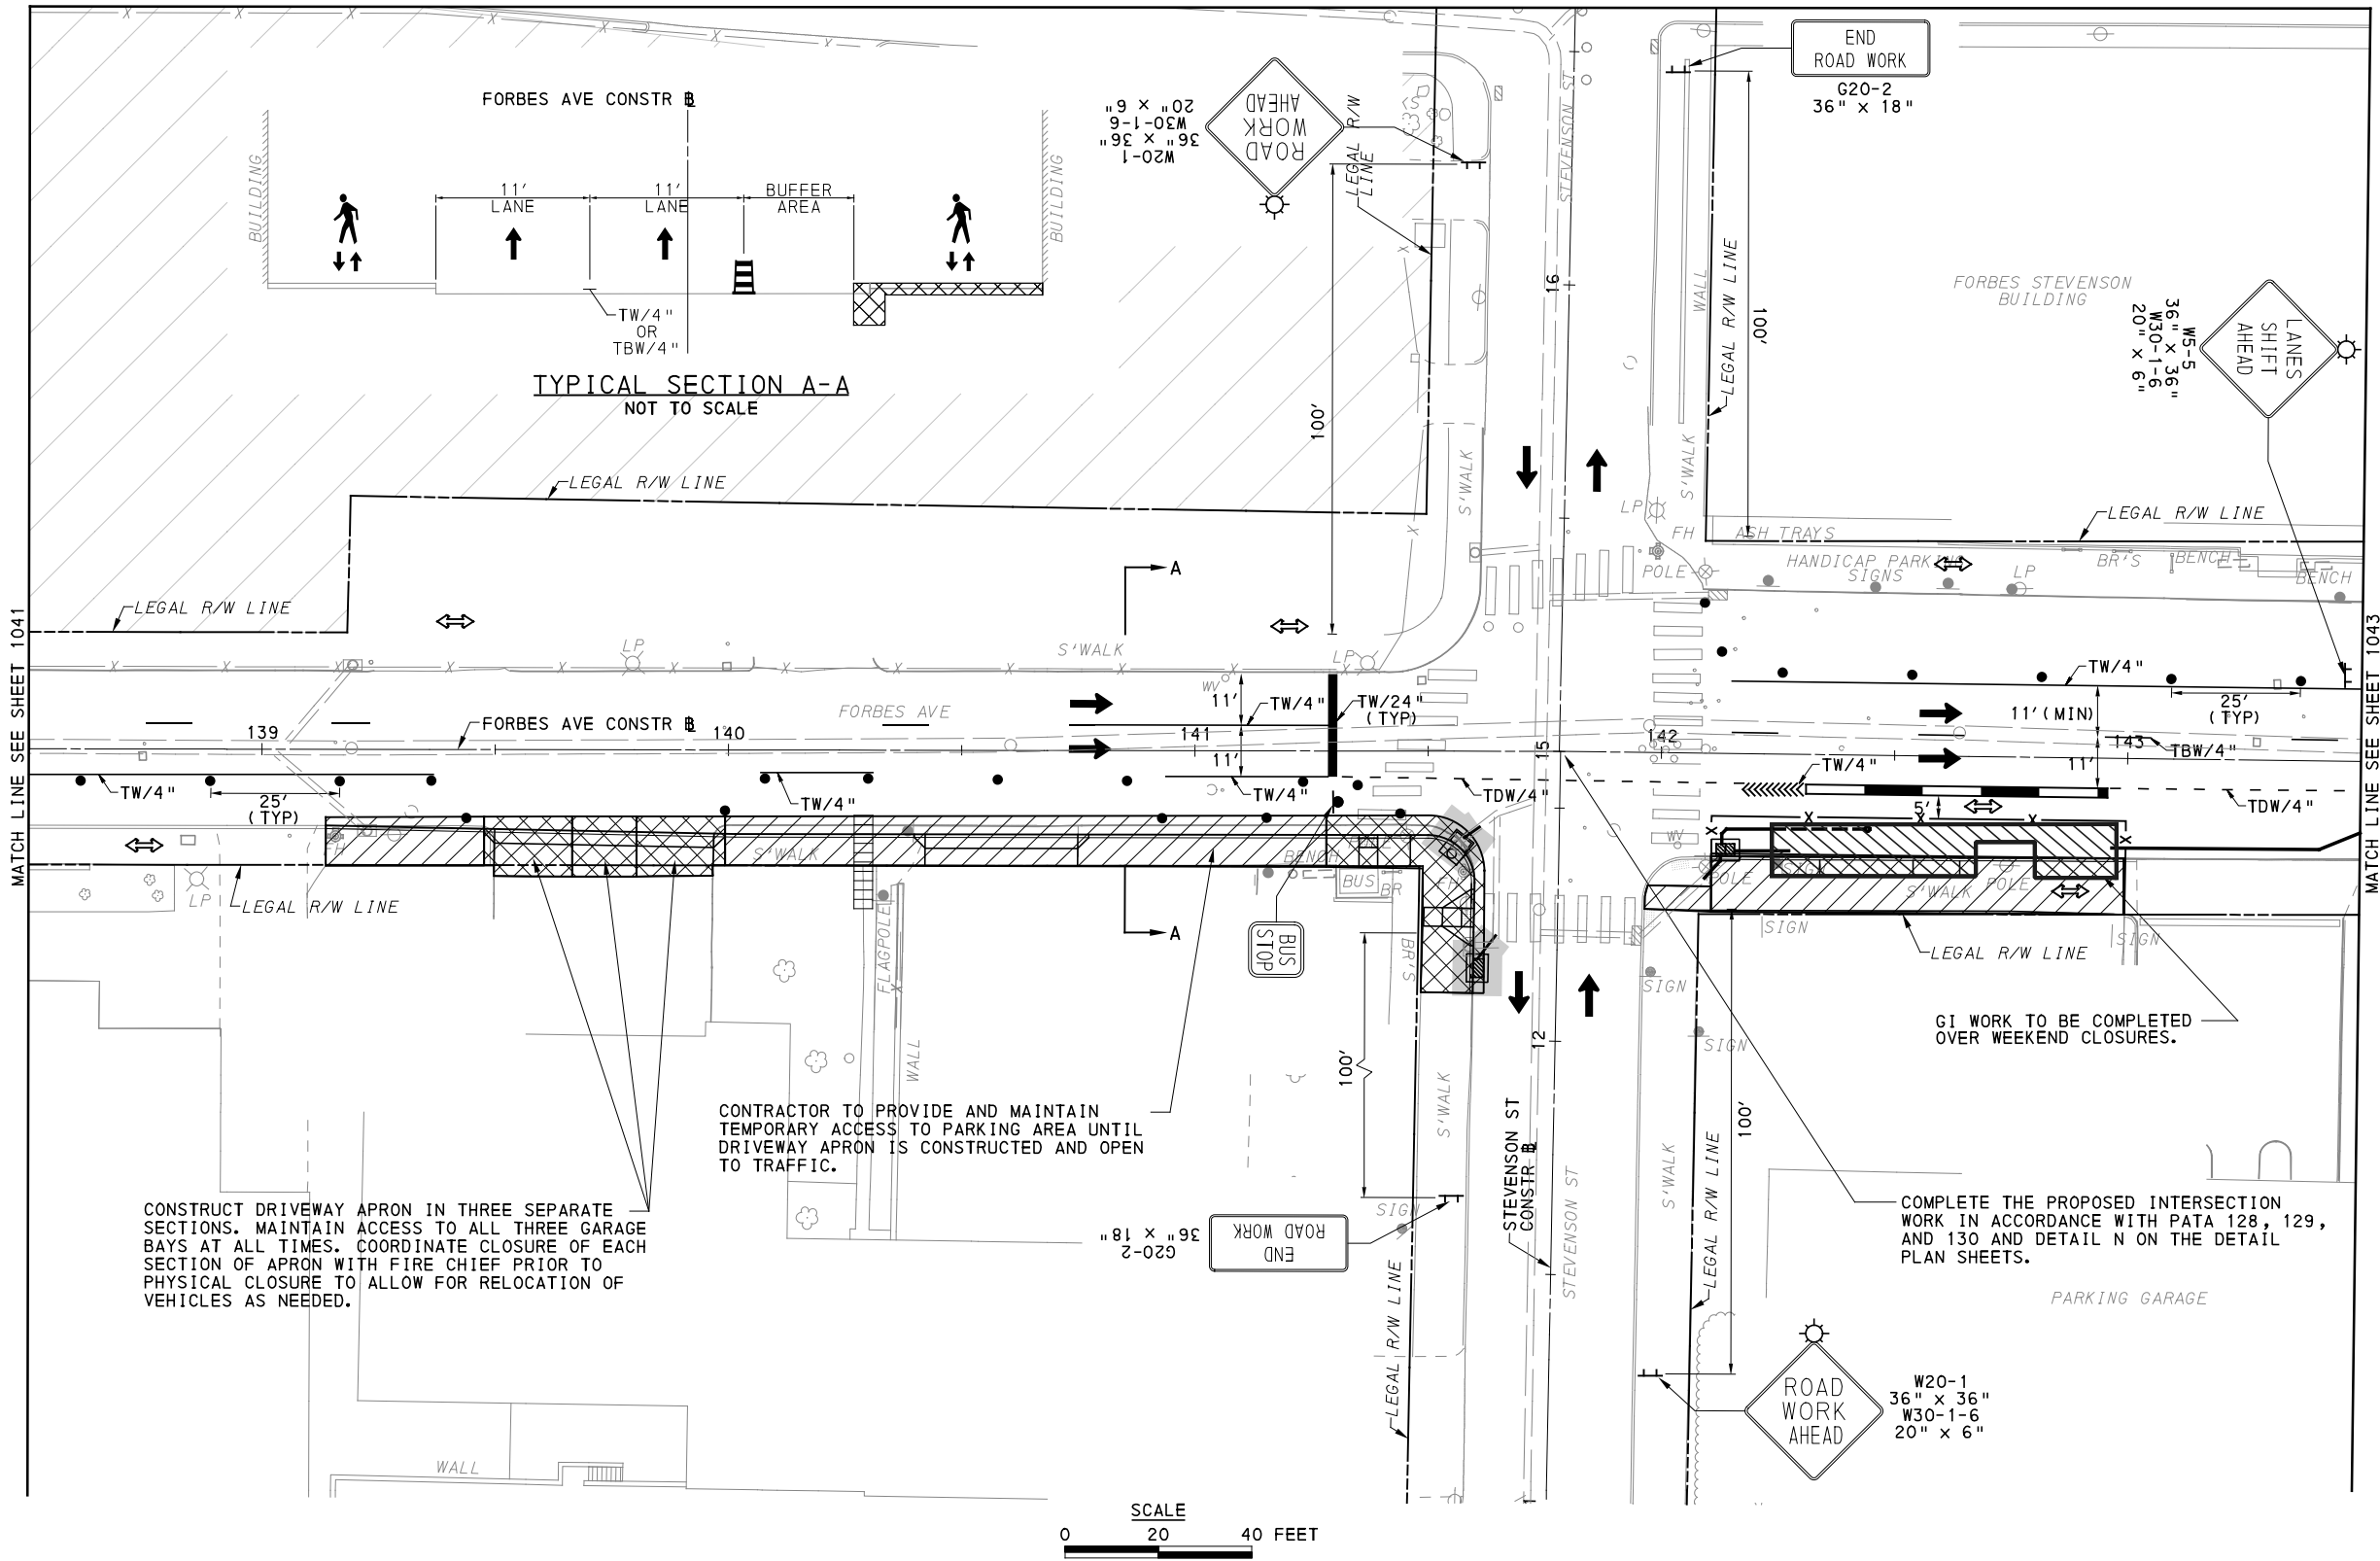 FORBES AVE CONSTR B
BUILDING
BUILDING
11'
LANE
11'
LANE
BUFFER
AREA
TW/4"
OR
TBW/4"
TYPICAL SECTION A-A
NOT TO SCALE
ROAD
WORK
AHEAD
W20-1
36" x 36"
W30-1-6
20" x 6"
LEGAL R/W
LINE
STEVENSON ST
END
ROAD WORK
G20-2
36" x 18"
WALL
LEGAL R/W LINE
100'
100'
16
FORBES STEVENSON
BUILDING
LANES
SHIFT
AHEAD
W5-5
36" x 36"
W30-1-6
20" x 6"
LEGAL R/W LINE
S'WALK
S'WALK
LP
FH
ASH TRAYS
LEGAL R/W LINE
POLE
HANDICAP PARKING
SIGNS
LP
BR'S
BENCH
BENCH
A
LEGAL R/W LINE
MATCH LINE SEE SHEET 1041
MATCH LINE SEE SHEET 1043
LP
S'WALK
LP
WV
11'
TW/4"
TW/24"
(TYP)
TW/4"
25'
(TYP)
FORBES AVE
FORBES AVE CONSTR B
11'(MIN)
139
140
141
142
143
15
TBW/4"
11'
11'
TW/4"
25'
(TYP)
TW/4"
TW/4"
TDW/4"
TW/4"
5'
TDW/4"
FH
S'WALK
BENCH
BUS
BR
FH
WV
POLE
SIGN
S'WALK
POLE
LP
LEGAL R/W LINE
FLAGPOLE
A
BUS
STOP
BR'S
SIGN
SIGN
LEGAL R/W LINE
SIGN
SIGN
GI WORK TO BE COMPLETED
OVER WEEKEND CLOSURES.
WALL
12
100'
100'
S'WALK
S'WALK
STEVENSON ST
CONSTR B
STEVENSON ST
LEGAL R/W LINE
CONTRACTOR TO PROVIDE AND MAINTAIN
TEMPORARY ACCESS TO PARKING AREA UNTIL
DRIVEWAY APRON IS CONSTRUCTED AND OPEN
TO TRAFFIC.
CONSTRUCT DRIVEWAY APRON IN THREE SEPARATE
SECTIONS. MAINTAIN ACCESS TO ALL THREE GARAGE
BAYS AT ALL TIMES. COORDINATE CLOSURE OF EACH
SECTION OF APRON WITH FIRE CHIEF PRIOR TO
PHYSICAL CLOSURE TO ALLOW FOR RELOCATION OF
VEHICLES AS NEEDED.
SIGN
END
ROAD WORK
G20-2
36" x 18"
COMPLETE THE PROPOSED INTERSECTION
WORK IN ACCORDANCE WITH PATA 128, 129,
AND 130 AND DETAIL N ON THE DETAIL
PLAN SHEETS.
PARKING GARAGE
LEGAL R/W LINE
ROAD
WORK
AHEAD
W20-1
36" x 36"
W30-1-6
20" x 6"
WALL
SCALE
0 20 40 FEET